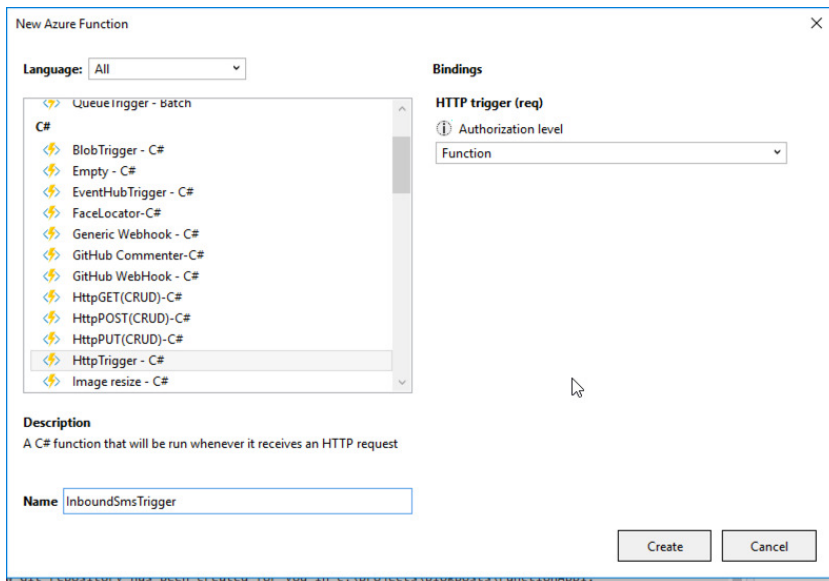 New Azure Function
Language: All
QueueTrigger - Batch
C#
BlobTrigger - C#
Empty - C#
EventHubTrigger - C#
FaceLocator-C#
Generic Webhook - C#
GitHub Commenter-C#
GitHub WebHook - C#
HttpGET(CRUD)-C#
HttpPOST(CRUD)-C#
HttpPUT(CRUD)-C#
HttpTrigger - C#
Image resize - C#
Bindings
HTTP trigger (req)
Authorization level
Function
Description
A C# function that will be run whenever it receives an HTTP request
Name InboundSmsTrigger
Create Cancel